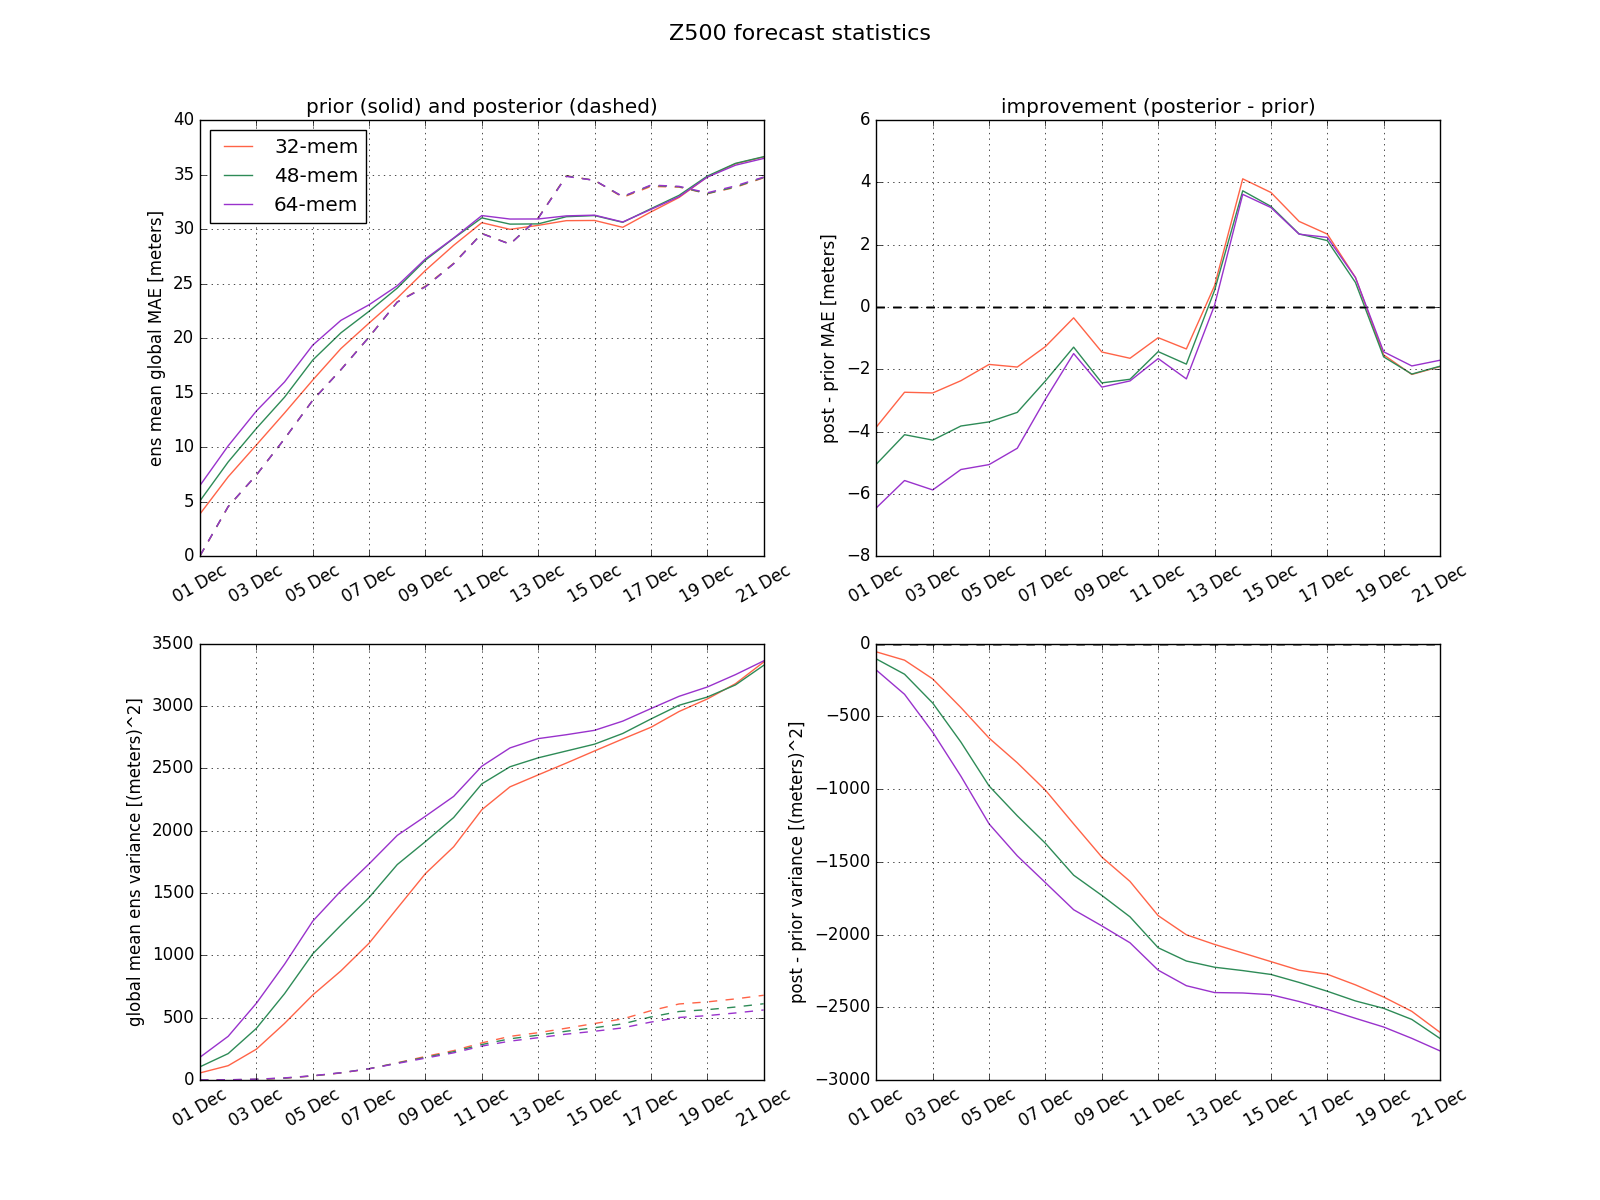 Z500 forecast statistics
prior (solid) and posterior (dashed)
ens mean global MAE [meters]
40
35
30
25
20
15
10
5
0
32-mem
48-mem
64-mem
01 Dec
03 Dec
05 Dec
07 Dec
09 Dec
11 Dec
13 Dec
15 Dec
17 Dec
19 Dec
21 Dec
improvement (posterior - prior)
post - prior MAE [meters]
6
4
2
0
−2
−4
−6
−8
01 Dec
03 Dec
05 Dec
07 Dec
09 Dec
11 Dec
13 Dec
15 Dec
17 Dec
19 Dec
21 Dec
global mean ens variance [(meters)^2]
3500
3000
2500
2000
1500
1000
500
0
01 Dec
03 Dec
05 Dec
07 Dec
09 Dec
11 Dec
13 Dec
15 Dec
17 Dec
19 Dec
21 Dec
post - prior variance [(meters)^2]
0
−500
−1000
−1500
−2000
−2500
−3000
01 Dec
03 Dec
05 Dec
07 Dec
09 Dec
11 Dec
13 Dec
15 Dec
17 Dec
19 Dec
21 Dec